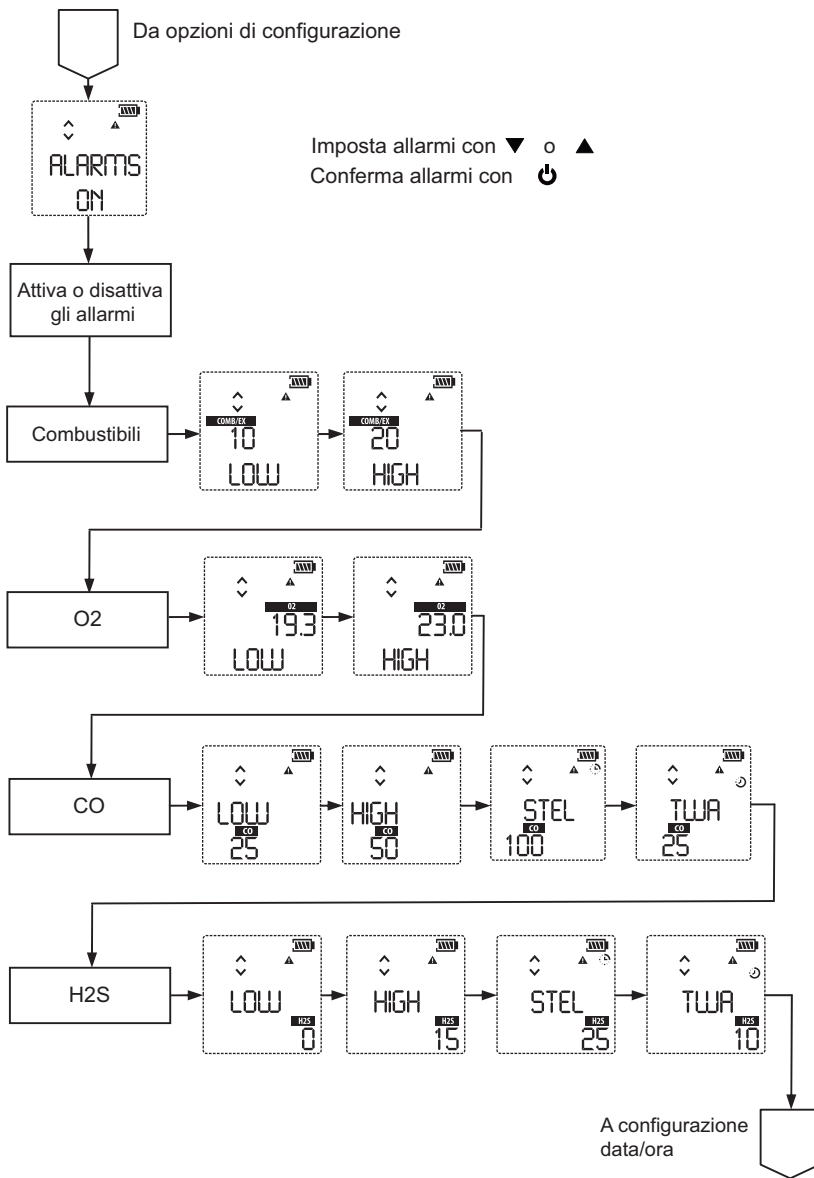 Da opzioni di configurazione
ALARMS
ON
Imposta allarmi con ▼ o ▲
Conferma allarmi con
Attiva o disattiva
gli allarmi
Combustibili
COMB/EX
10
LOW
COMB/EX
20
HIGH
O2
O2
19.3
LOW
O2
23.0
HIGH
CO
LOW
CO
25
HIGH
CO
50
STEL
CO
100
TWA
CO
25
H2S
LOW
H2S
0
HIGH
H2S
15
STEL
H2S
25
TWA
H2S
10
A configurazione
data/ora